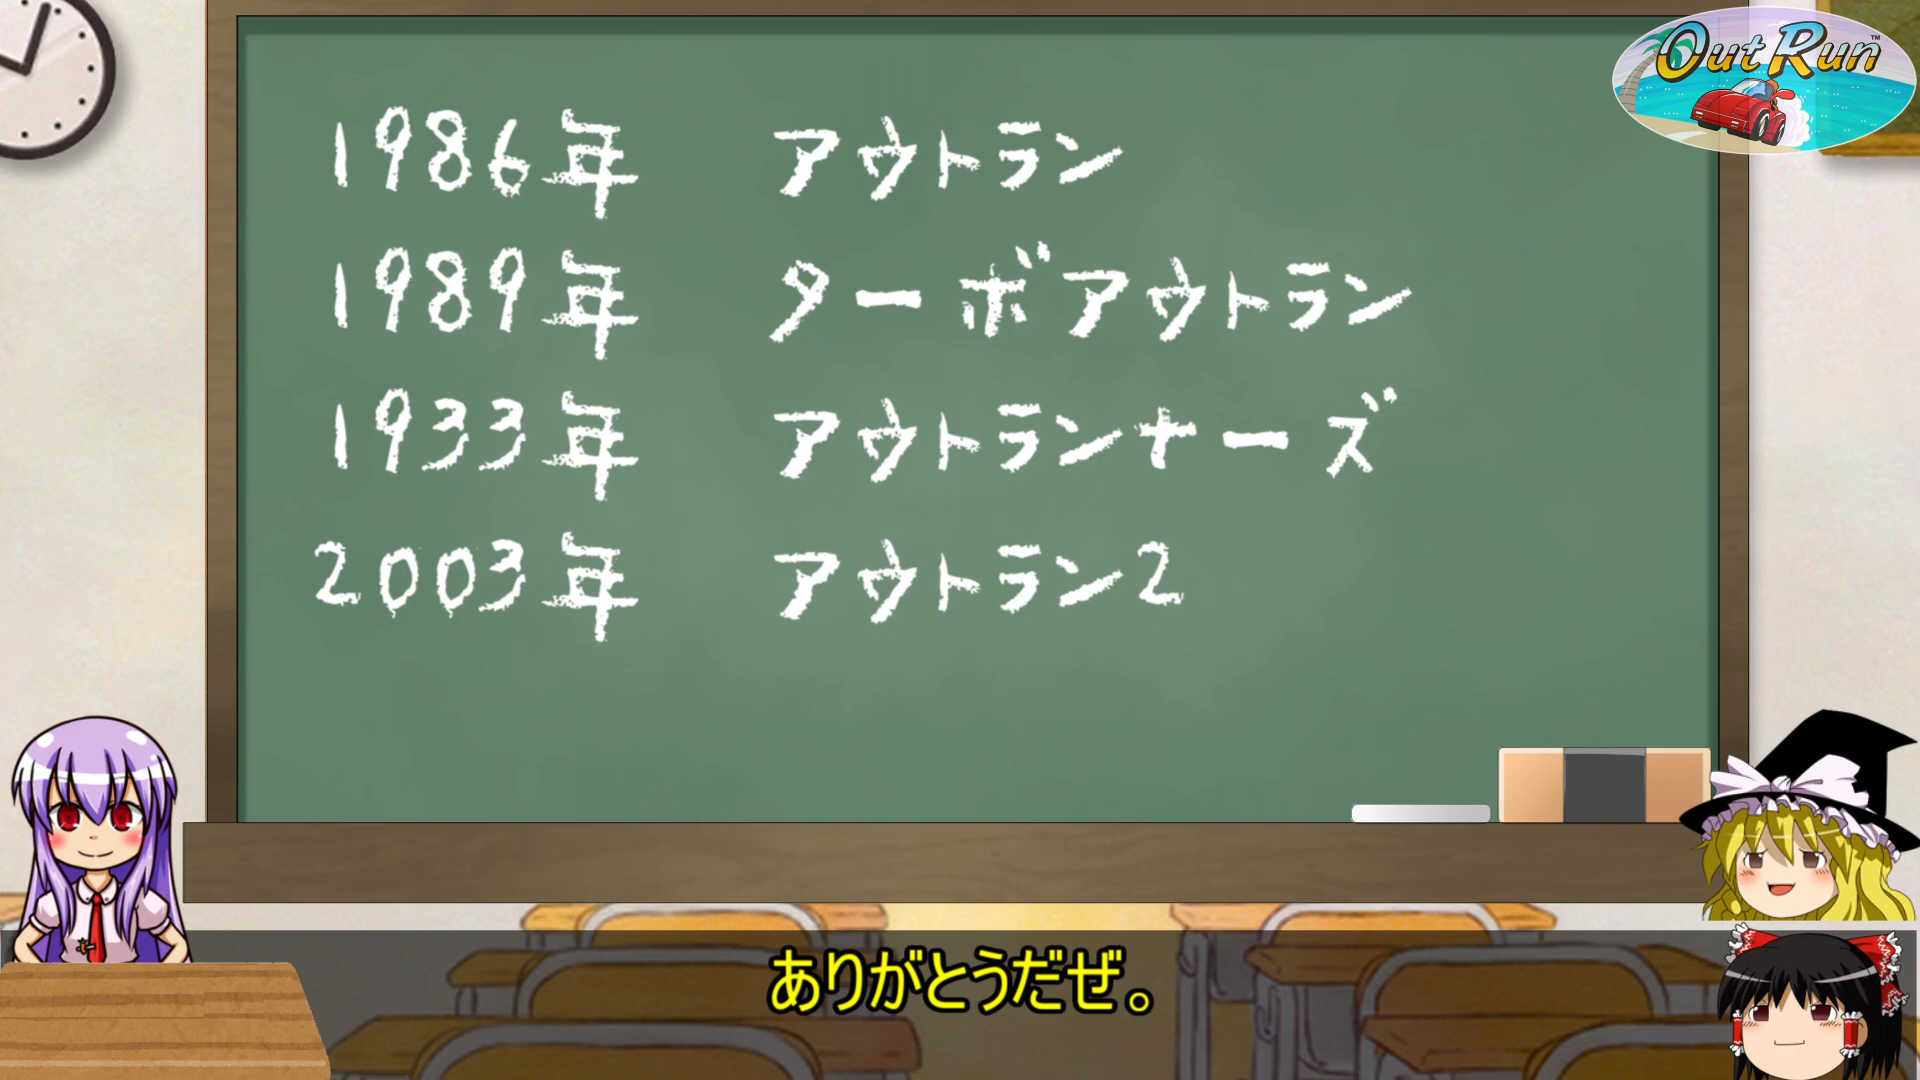 OutRun™
1986年 アウトラン
1989年 ターボアウトラン
1933年 アウトランナーズ
2003年 アウトラン2
ありがとうだぜ。